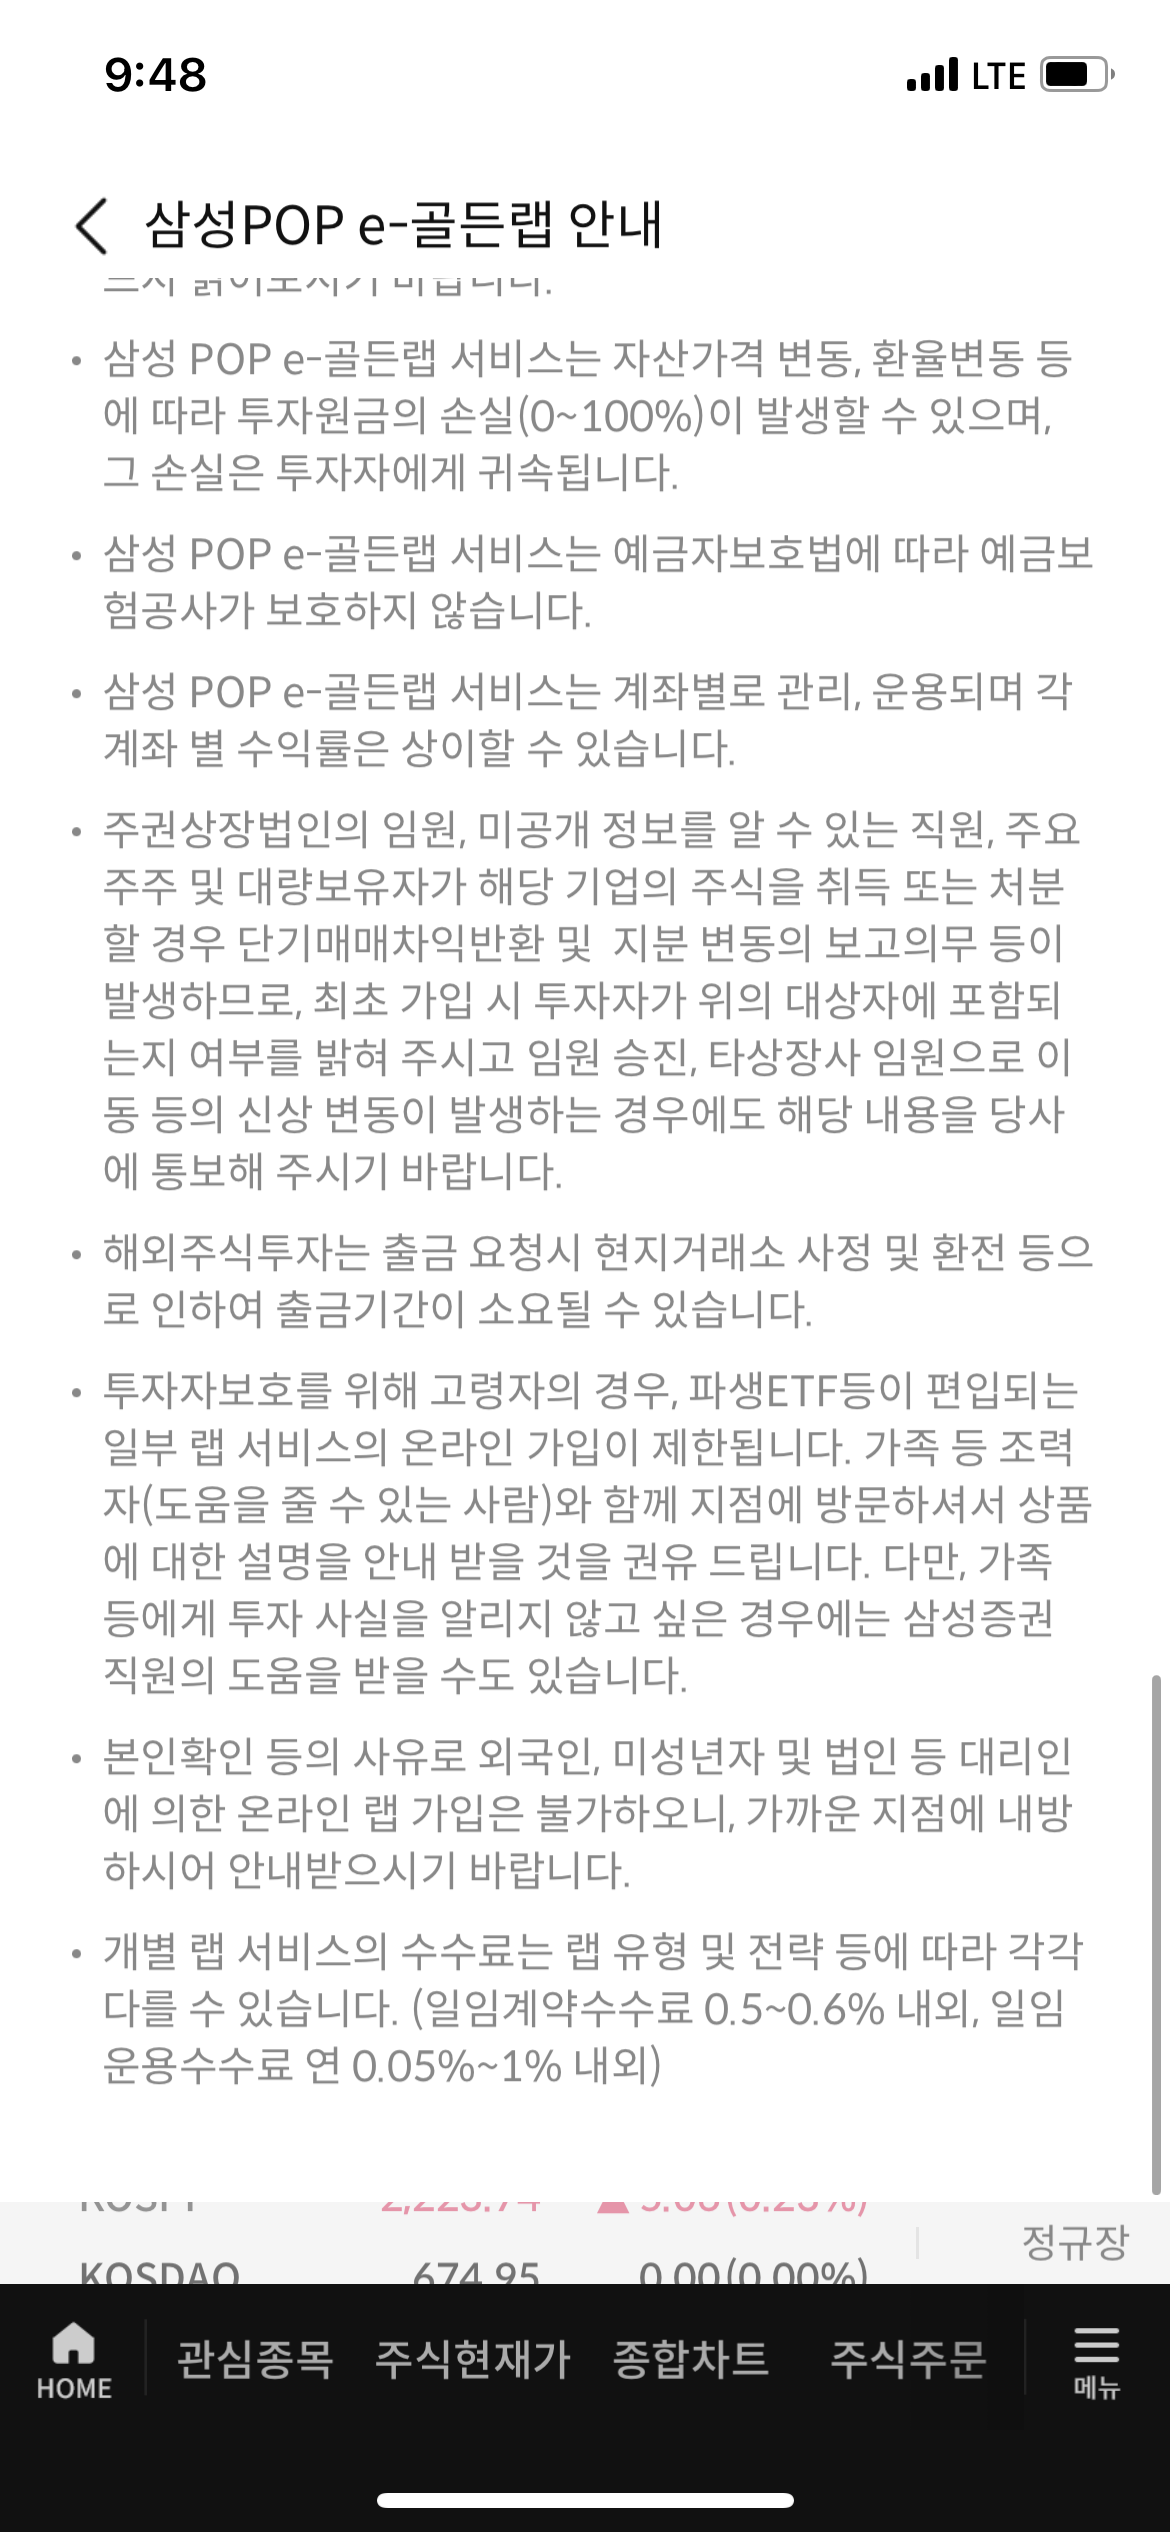 9:48
LTE
삼성POP e-골든랩 안내
• 삼성 POP e-골든랩 서비스는 자산가격 변동, 환율변동 등
에 따라 투자원금의 손실(0~100%)이 발생할 수 있으며,
그 손실은 투자자에게 귀속됩니다.
• 삼성 POP e-골든랩 서비스는 예금자보호법에 따라 예금보
험공사가 보호하지 않습니다.
• 삼성 POP e-골든랩 서비스는 계좌별로 관리, 운용되며 각
계좌 별 수익률은 상이할 수 있습니다.
• 주권상장법인의 임원, 미공개 정보를 알 수 있는 직원, 주요
주주 및 대량보유자가 해당 기업의 주식을 취득 또는 처분
할 경우 단기매매차익반환 및 지분 변동의 보고의무 등이
발생하므로, 최초 가입 시 투자자가 위의 대상자에 포함되
는지 여부를 밝혀 주시고 임원 승진, 타상장사 임원으로 이
동 등의 신상 변동이 발생하는 경우에도 해당 내용을 당사
에 통보해 주시기 바랍니다.
• 해외주식투자는 출금 요청시 현지거래소 사정 및 환전 등으
로 인하여 출금기간이 소요될 수 있습니다.
• 투자자보호를 위해 고령자의 경우, 파생ETF등이 편입되는
일부 랩 서비스의 온라인 가입이 제한됩니다. 가족 등 조력
자(도움을 줄 수 있는 사람)와 함께 지점에 방문하셔서 상품
에 대한 설명을 안내 받을 것을 권유 드립니다. 다만, 가족
등에게 투자 사실을 알리지 않고 싶은 경우에는 삼성증권
직원의 도움을 받을 수도 있습니다.
• 본인확인 등의 사유로 외국인, 미성년자 및 법인 등 대리인
에 의한 온라인 랩 가입은 불가하오니, 가까운 지점에 내방
하시어 안내받으시기 바랍니다.
• 개별 랩 서비스의 수수료는 랩 유형 및 전략 등에 따라 각각
다를 수 있습니다. (일임계약수수료 0.5~0.6% 내외, 일임
운용수수료 연 0.05%~1% 내외)
정규장
KOSDAQ 674.95 0.00(0.00%)
HOME 관심종목 주식현재가 종합차트 주식주문 메뉴